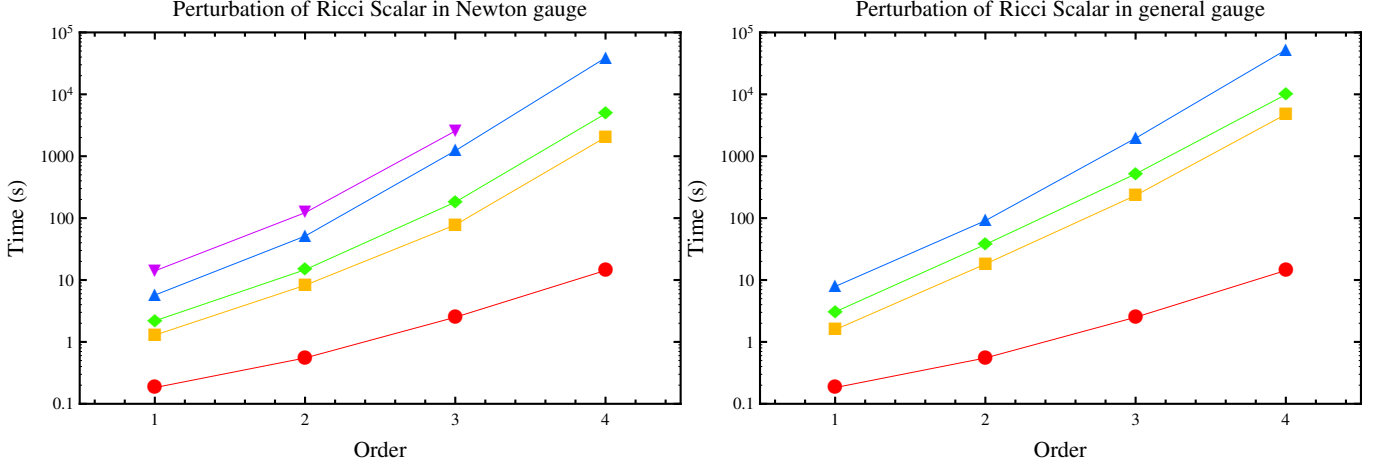 Perturbation of Ricci Scalar in Newton gauge
10^5
10^4
1000
100
10
1
0.1
Time (s)
1 2 3 4
Order
Perturbation of Ricci Scalar in general gauge
10^5
10^4
1000
100
10
1
0.1
Time (s)
1 2 3 4
Order